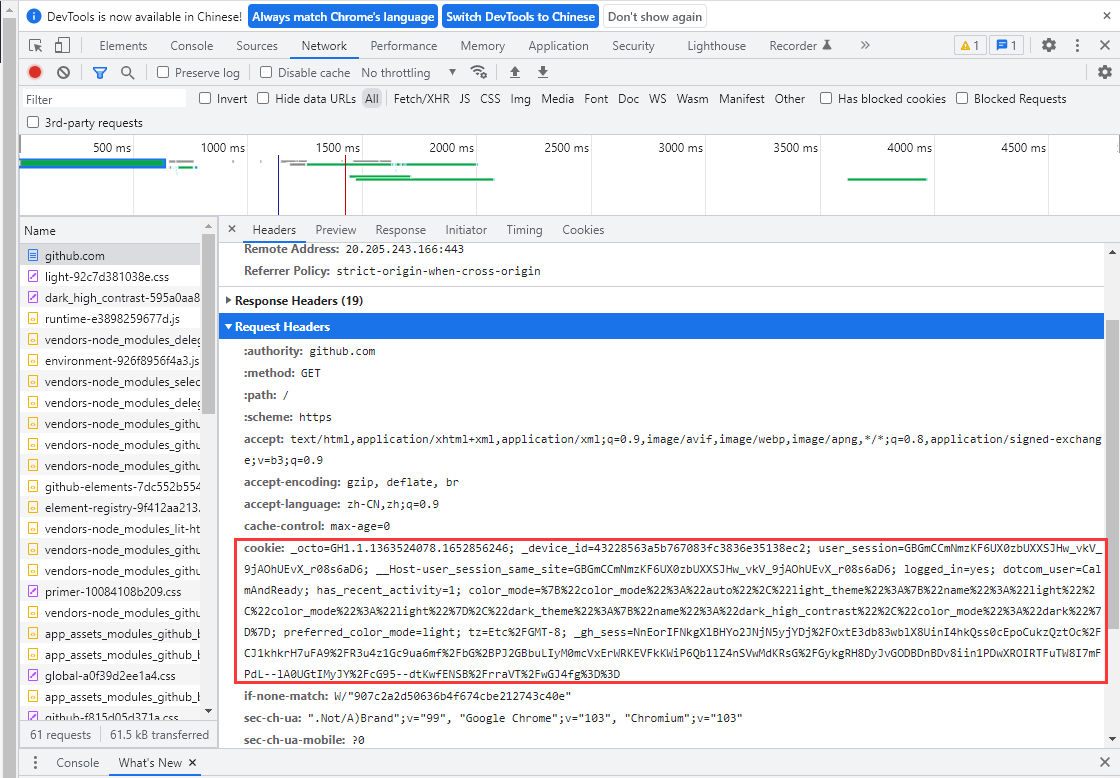 DevTools is now available in Chinese! Always match Chrome's language Switch DevTools to Chinese Don't show again
Elements Console Sources Network Performance Memory Application Security Lighthouse Recorder 1 1
Preserve log Disable cache No throttling
Filter Invert Hide data URLs All Fetch/XHR JS CSS Img Media Font Doc WS Wasm Manifest Other Has blocked cookies Blocked Requests
3rd-party requests
500 ms 1000 ms 1500 ms 2000 ms 2500 ms 3000 ms 3500 ms 4000 ms 4500 ms
Name
github.com
light-92c7d381038e.css
dark_high_contrast-595a0aa8
runtime-e3898259677d.js
vendors-node_modules_deleg
environment-926f8956f4a3.js
vendors-node_modules_selec
vendors-node_modules_deleg
vendors-node_modules_githu
vendors-node_modules_githu
vendors-node_modules_githu
github-elements-7dc552b554
element-registry-9f412aa213.
vendors-node_modules_lit-ht
vendors-node_modules_githu
vendors-node_modules_githu
primer-10084108b209.css
vendors-node_modules_githu
app_assets_modules_github_b
app_assets_modules_github_b
global-a0f39d2ee1a4.css
app_assets_modules_github_b
github-f815d05d371a.css
61 requests 61.5 kB transferred
Headers Preview Response Initiator Timing Cookies
Remote Address: 20.205.243.166:443
Referrer Policy: strict-origin-when-cross-origin
Response Headers (19)
Request Headers
:authority: github.com
:method: GET
:path: /
:scheme: https
accept: text/html,application/xhtml+xml,application/xml;q=0.9,image/avif,image/webp,image/apng,*/*;q=0.8,application/signed-exchang
e;v=b3;q=0.9
accept-encoding: gzip, deflate, br
accept-language: zh-CN,zh;q=0.9
cache-control: max-age=0
cookie: _octo=GH1.1.1363524078.1652856246; _device_id=43228563a5b767083fc3836e35138ec2; user_session=GBGmCCmNmzKF6UX0zbUXXSJHw_vkV_
9jAOhUEvX_r08s6aD6; __Host-user_session_same_site=GBGmCCmNmzKF6UX0zbUXXSJHw_vkV_9jAOhUEvX_r08s6aD6; logged_in=yes; dotcom_user=Cal
mAndReady; has_recent_activity=1; color_mode=%7B%22color_mode%22%3A%22auto%22%2C%22light_theme%22%3A%7B%22name%22%3A%22light%22%2
C%22color_mode%22%3A%22light%22%7D%2C%22dark_theme%22%3A%7B%22name%22%3A%22dark_high_contrast%22%2C%22color_mode%22%3A%22dark%22%7
D%7D; preferred_color_mode=light; tz=Etc%2FGMT-8; _gh_sess=NnEorIFNkgXlBHYo2JNjN5yjYDj%2FOxtE3db83wblX8UinI4hkQss0cEpoCukzQztOc%2F
CJ1khkrH7uFA9%2FR3u4z1Gc9ua6mf%2FbG%2BPJ2GBbuLIyM0mcVxErWRKEVFkKWiP6Qb1lZ4nSVwMdKRsG%2FGykgRH8DyJvGODBDnBDv8iin1PDwXROIRTFuTW8I7mF
PdL--lA0UGtIMyJY%2FcG95--dtKwfENSB%2FrraVT%2FwGJ4fg%3D%3D
if-none-match: W/"907c2a2d50636b4f674cbe212743c40e"
sec-ch-ua: ".Not/A)Brand";v="99", "Google Chrome";v="103", "Chromium";v="103"
sec-ch-ua-mobile: ?0
Console What's New